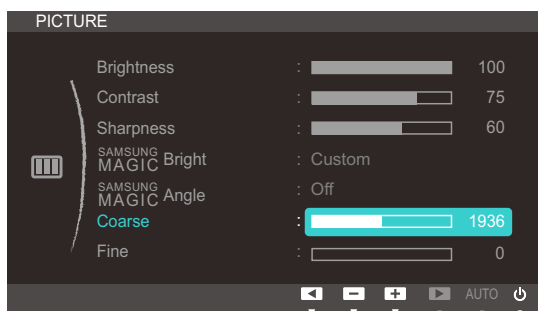 PICTURE
Brightness : 100
Contrast : 75
Sharpness : 60
SAMSUNG MAGIC Bright : Custom
SAMSUNG MAGIC Angle : Off
Coarse : 1936
Fine : 0
AUTO